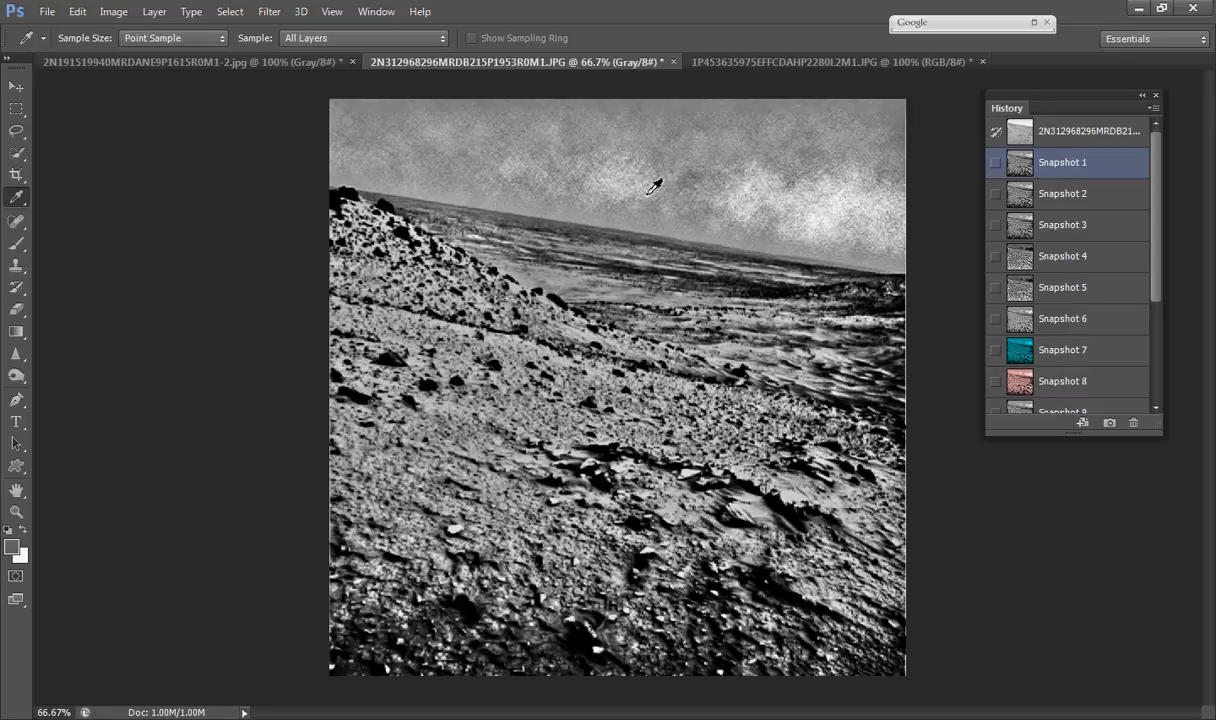 Ps File Edit Image Layer Type Select Filter 3D View Window Help
Google
Sample Size: Point Sample Sample: All Layers Show Sampling Ring Essentials
2N191519940MRDANE9P1615R0M1-2.jpg @ 100% (Gray/8#) * 2N312968296MRDB215P1953R0M1.JPG @ 66.7% (Gray/8#) * 1P453635975EFFCDAHP2280L2M1.JPG @ 100% (RGB/8#) *
History
2N312968296MRDB21...
Snapshot 1
Snapshot 2
Snapshot 3
Snapshot 4
Snapshot 5
Snapshot 6
Snapshot 7
Snapshot 8
Snapshot 9
66.67% Doc: 1.00M/1.00M